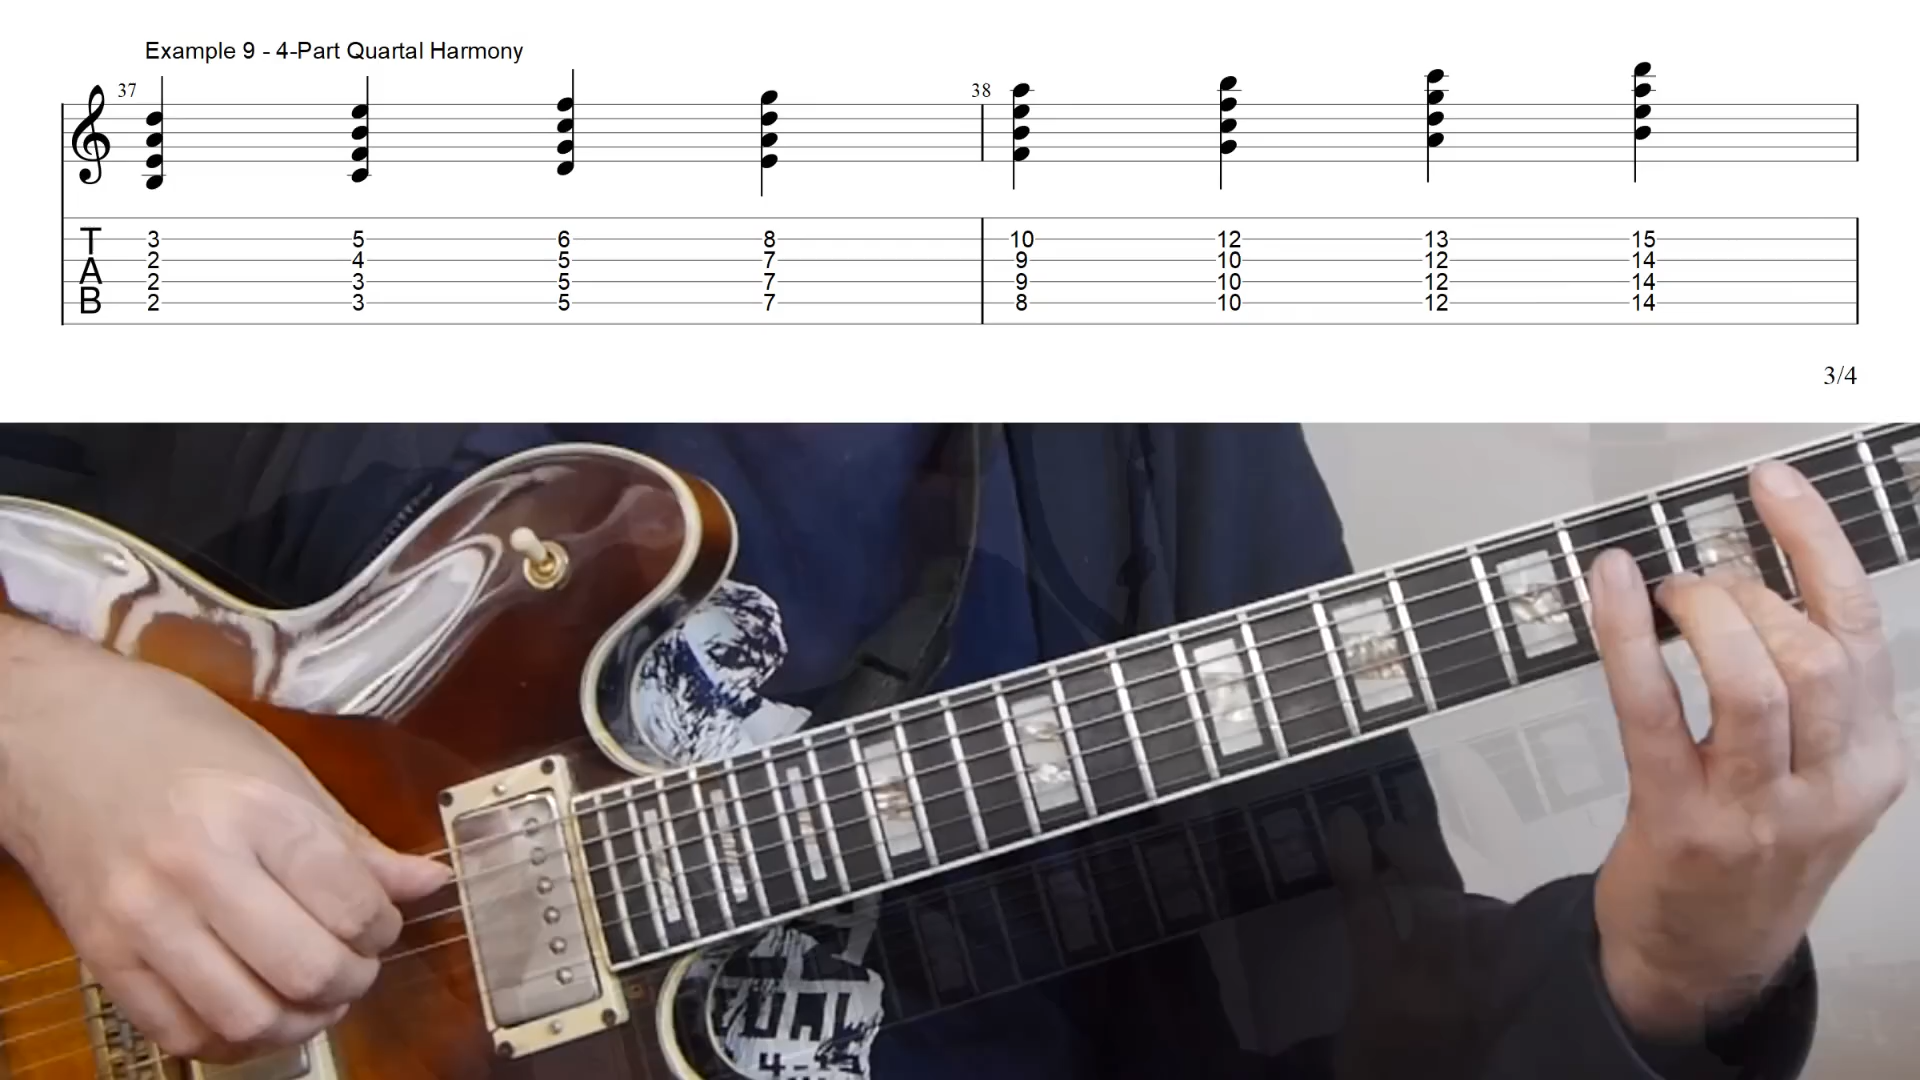 Example 9 - 4-Part Quartal Harmony
37 38
T 3 5 6 8 10 12 13 15
A 2 4 5 7 9 10 12 14
2 3 5 7 9 10 12 14
B 2 3 5 7 8 10 12 14
3/4